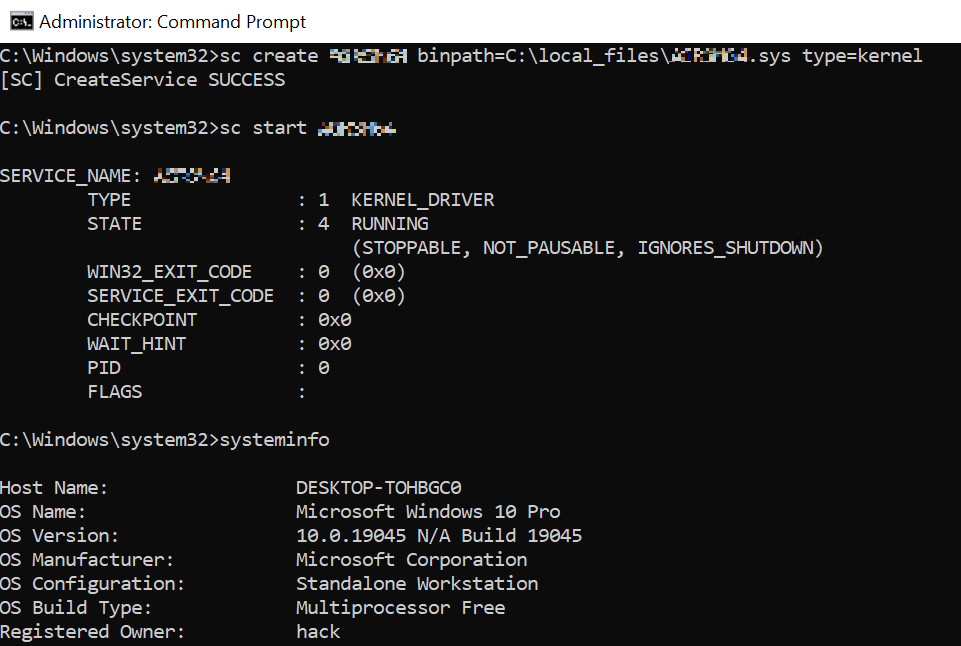 Administrator: Command Prompt
C:\Windows\system32>sc create binpath=C:\local_files\ .sys type=kernel
[SC] CreateService SUCCESS
C:\Windows\system32>sc start
SERVICE_NAME:
TYPE : 1 KERNEL_DRIVER
STATE : 4 RUNNING
(STOPPABLE, NOT_PAUSABLE, IGNORES_SHUTDOWN)
WIN32_EXIT_CODE : 0 (0x0)
SERVICE_EXIT_CODE : 0 (0x0)
CHECKPOINT : 0x0
WAIT_HINT : 0x0
PID : 0
FLAGS :
C:\Windows\system32>systeminfo
Host Name: DESKTOP-TOHBGC0
OS Name: Microsoft Windows 10 Pro
OS Version: 10.0.19045 N/A Build 19045
OS Manufacturer: Microsoft Corporation
OS Configuration: Standalone Workstation
OS Build Type: Multiprocessor Free
Registered Owner: hack